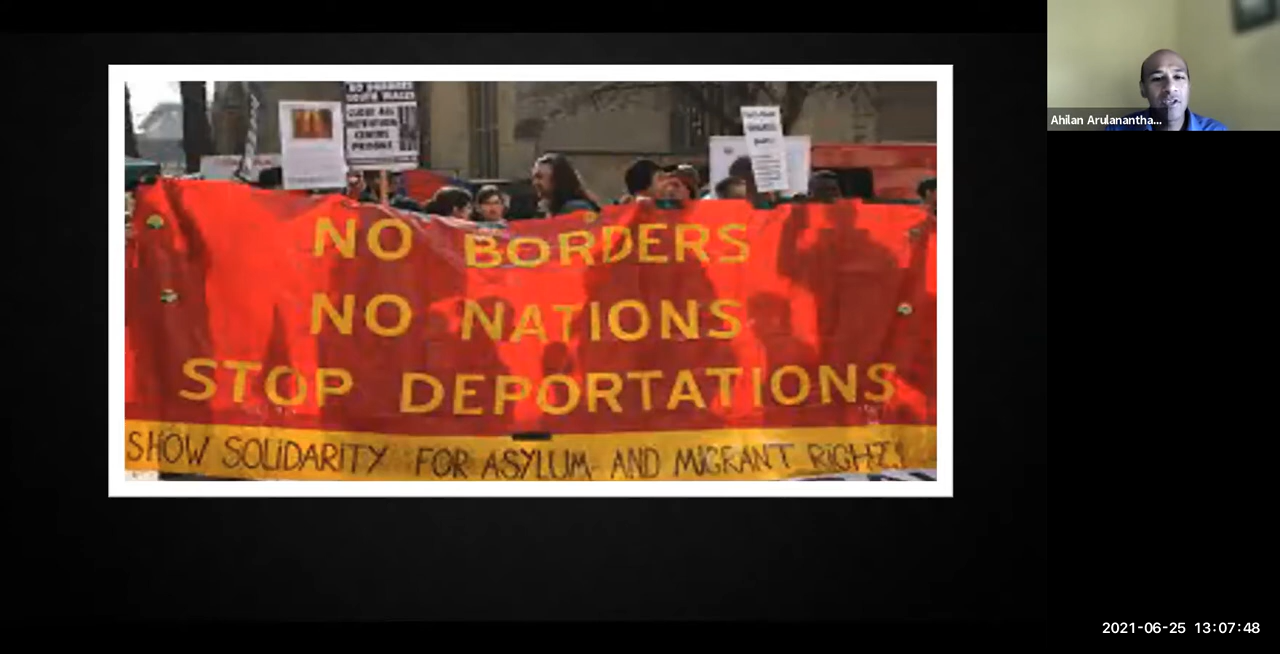 NO BORDERS
NO NATIONS
STOP DEPORTATIONS
SHOW SOLIDARITY FOR ASYLUM AND MIGRANT RIGHTS
Ahilan Arulanantha...
2021-06-25 13:07:48